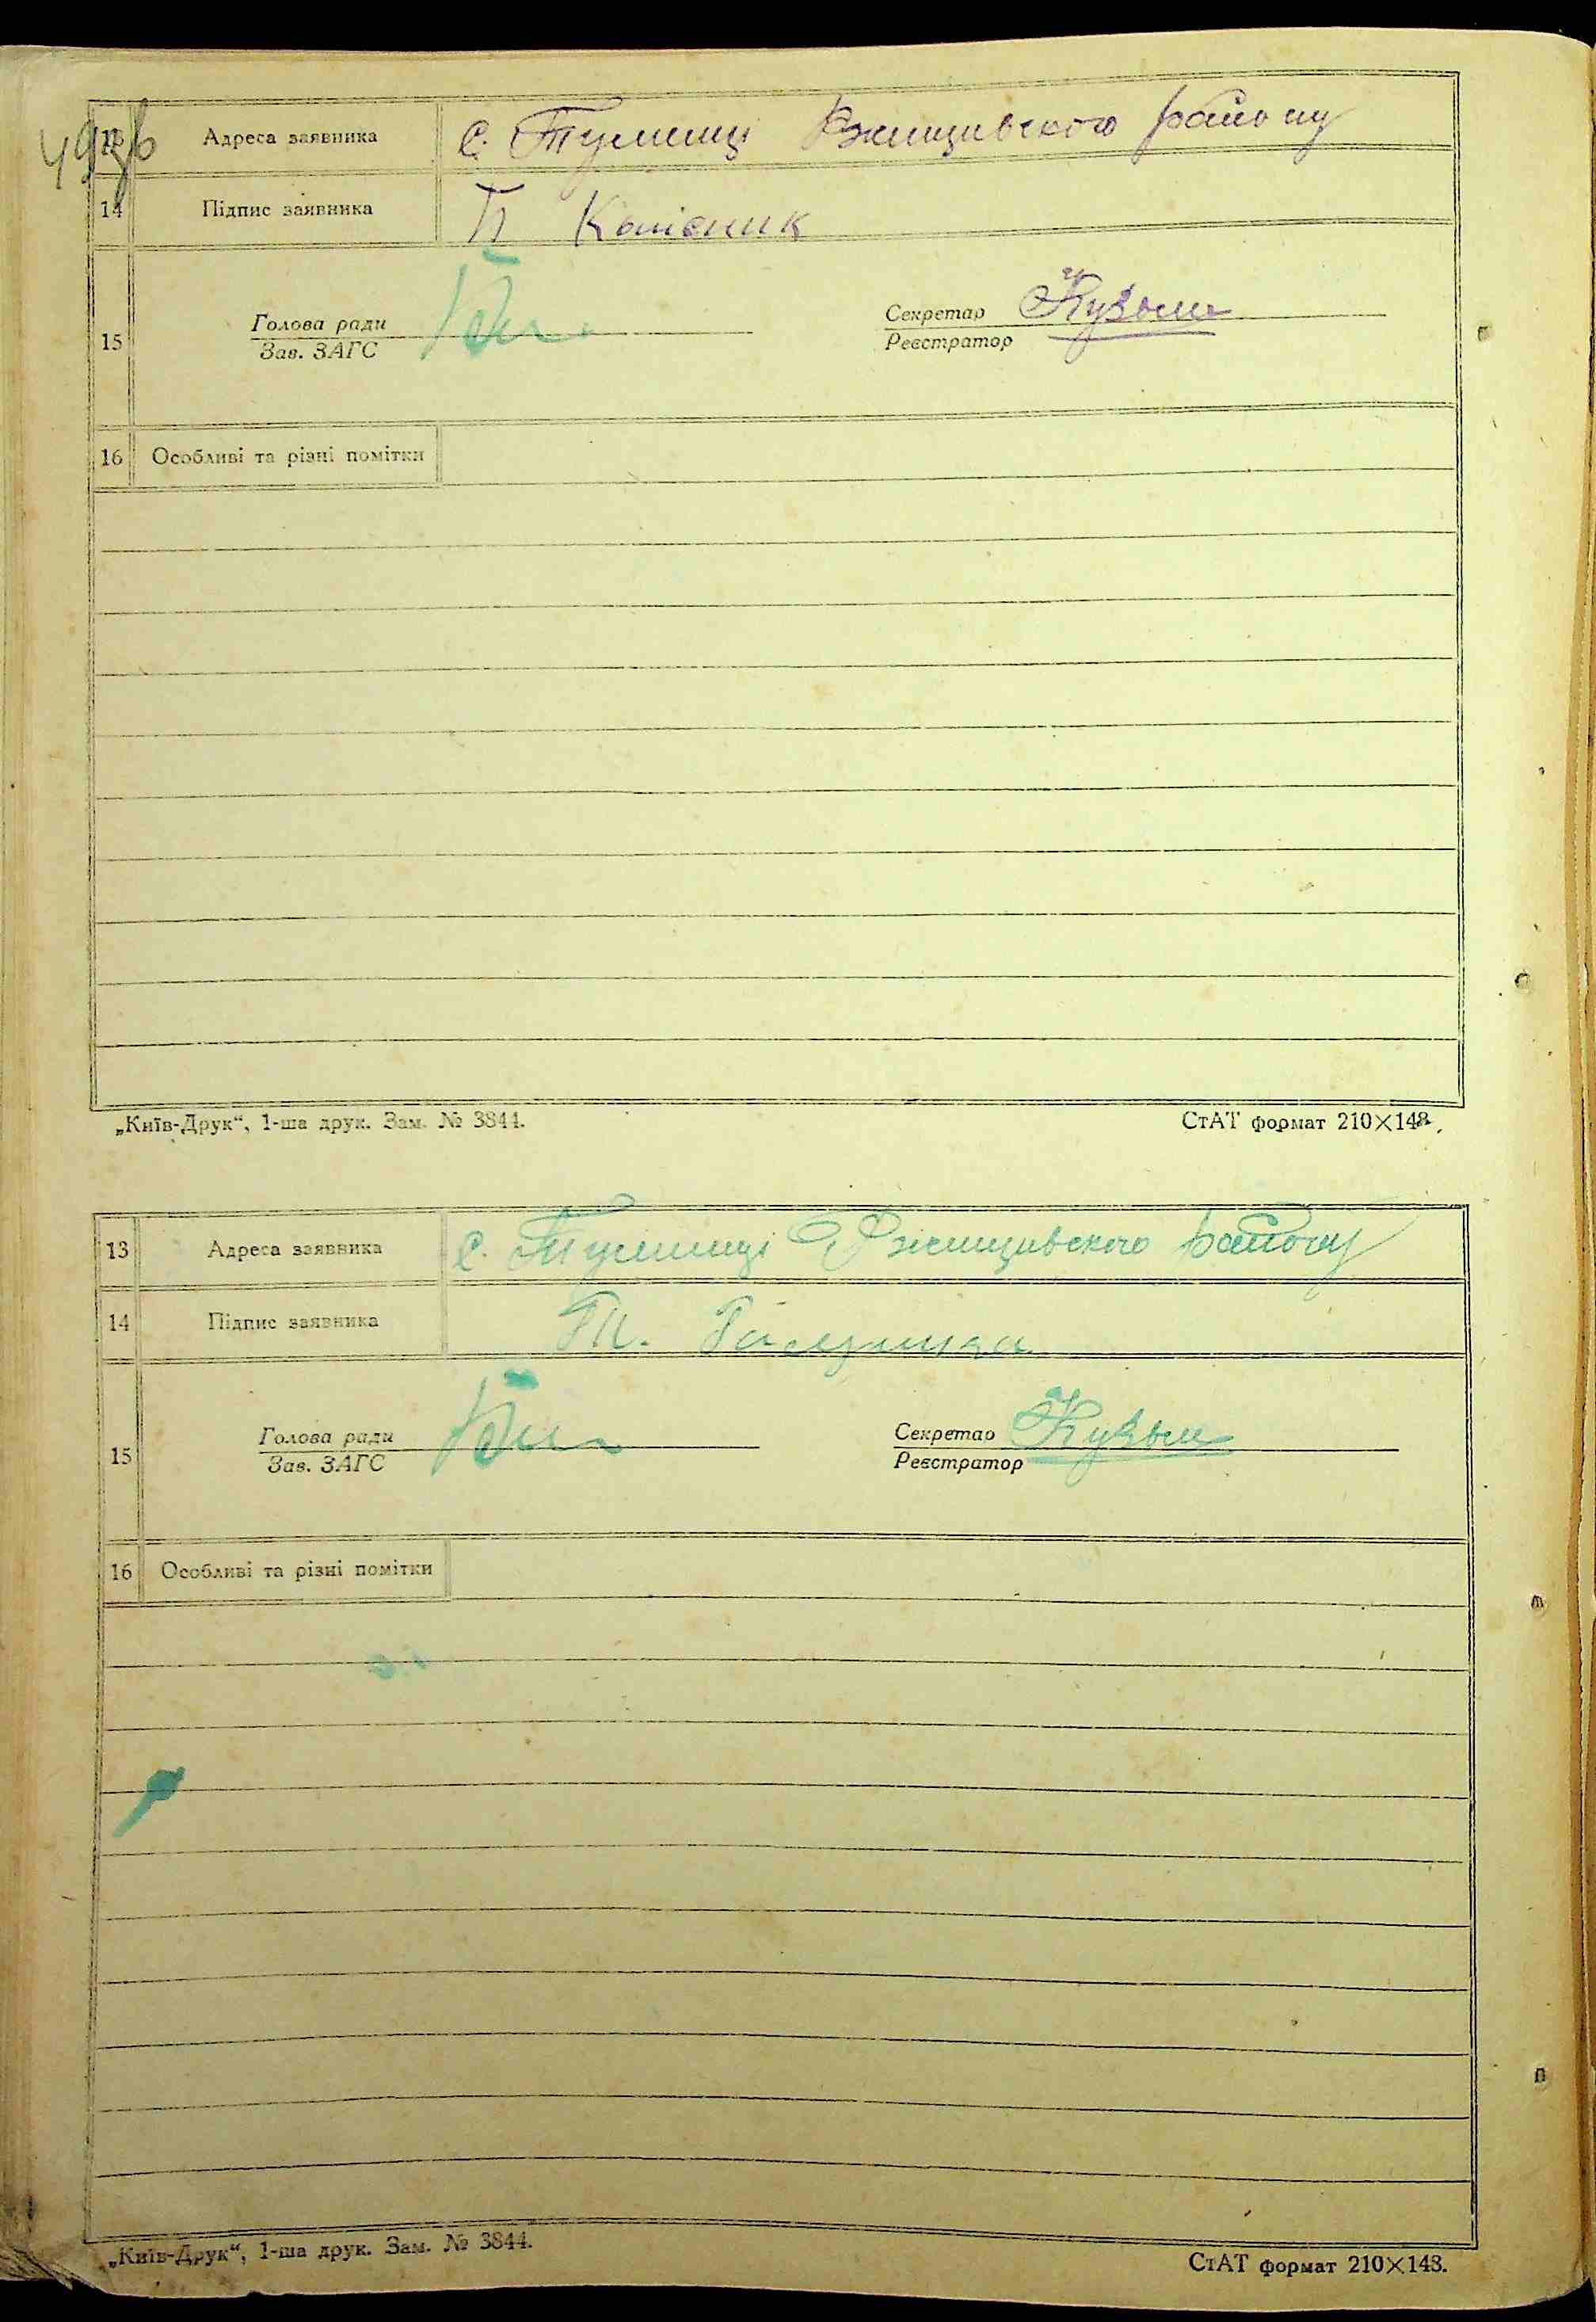 13 Адреса заявника с. Тулинці Ржищивского району
14 Підпис заявника П Колісник
15 Голова ради
Зав. ЗАГС
Секретар
Реєстратор
16 Особливі та різні помітки
„Київ-Друк“, 1-ша друк. Зам. № 3844.
СтАТ формат 210×148.
13 Адреса заявника с. Тулинці Ржищивского району
14 Підпис заявника
15 Голова ради
Зав. ЗАГС
Секретар
Реєстратор
16 Особливі та різні помітки
„Київ-Друк“, 1-ша друк. Зам. № 3844.
СтАТ формат 210×148.